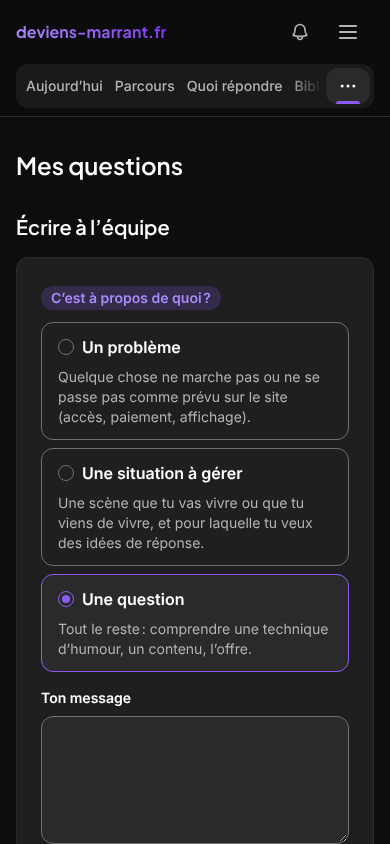 deviens-marrant.fr
Aujourd’hui Parcours Quoi répondre
Mes questions
Écrire à l’équipe
C’est à propos de quoi ?
Un problème
Quelque chose ne marche pas ou ne se
passe pas comme prévu sur le site
(accès, paiement, affichage).
Une situation à gérer
Une scène que tu vas vivre ou que tu
viens de vivre, et pour laquelle tu veux
des idées de réponse.
Une question
Tout le reste : comprendre une technique
d’humour, un contenu, l’offre.
Ton message